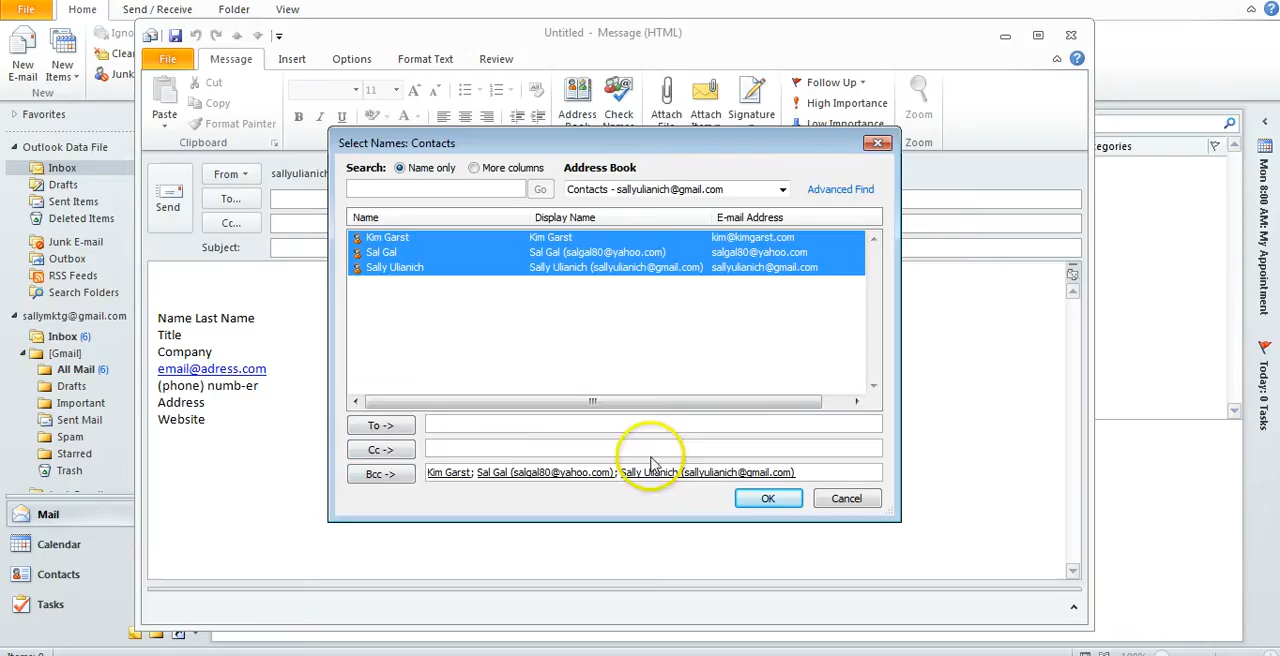 File Home Send / Receive Folder View
Untitled - Message (HTML)
File Message Insert Options Format Text Review
New E-mail
New Items
Clean
Junk
New
Cut
Copy
Paste
Format Painter
Clipboard
11
B I U
Address
Check
Attach
Attach
Signature
Follow Up
High Importance
Low Importance
Zoom
Zoom
Favorites
Outlook Data File
Inbox
Drafts
Sent Items
Deleted Items
Junk E-mail
Outbox
RSS Feeds
Search Folders
sallymktg@gmail.com
Inbox (6)
[Gmail]
All Mail (6)
Drafts
Important
Sent Mail
Spam
Starred
Trash
Mail
Calendar
Contacts
Tasks
Send
From
To...
Cc...
Subject:
sallyulianich
Name Last Name
Title
Company
email@adress.com
(phone) numb-er
Address
Website
Select Names: Contacts
Search: Name only More columns Address Book
Go Contacts - sallyulianich@gmail.com Advanced Find
Name Display Name E-mail Address
Kim Garst Kim Garst kim@kimgarst.com
Sal Gal Sal Gal (salgal80@yahoo.com) salgal80@yahoo.com
Sally Ulianich Sally Ulianich (sallyulianich@gmail.com) sallyulianich@gmail.com
To ->
Cc ->
Bcc -> Kim Garst; Sal Gal (salgal80@yahoo.com); Sally Ulianich (sallyulianich@gmail.com)
OK Cancel
Mon 8:00 AM: My Appointment
Today: 0 Tasks